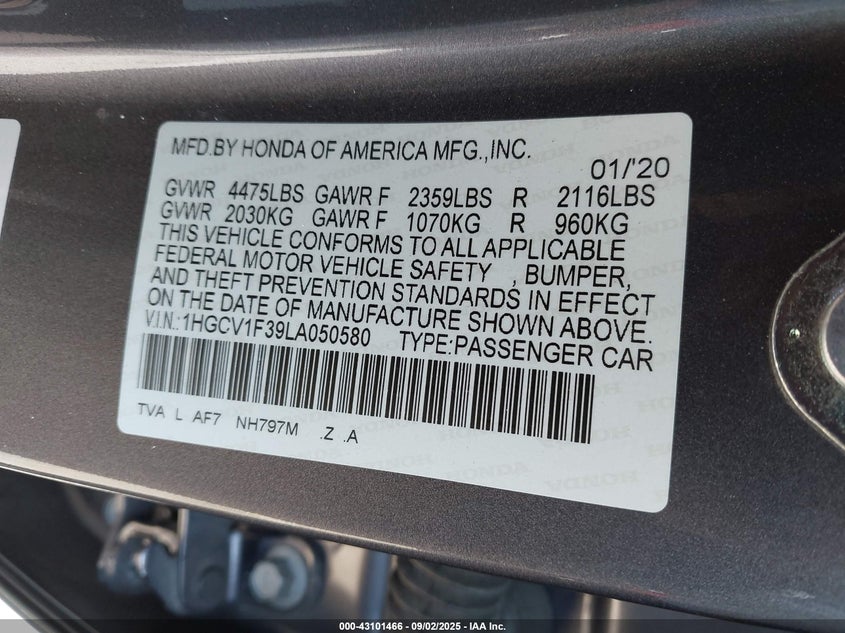 MFD.BY HONDA OF AMERICA MFG.,INC.
01/'20
GVWR 4475LBS GAWR F 2359LBS R 2116LBS
GVWR 2030KG GAWR F 1070KG R 960KG
THIS VEHICLE CONFORMS TO ALL APPLICABLE
FEDERAL MOTOR VEHICLE SAFETY , BUMPER,
AND THEFT PREVENTION STANDARDS IN EFFECT
ON THE DATE OF MANUFACTURE SHOWN ABOVE.
V.I.N.:1HGCV1F39LA050580 TYPE:PASSENGER CAR
TVA L AF7 NH797M .Z .A
000-43101466 - 09/02/2025 - IAA Inc.